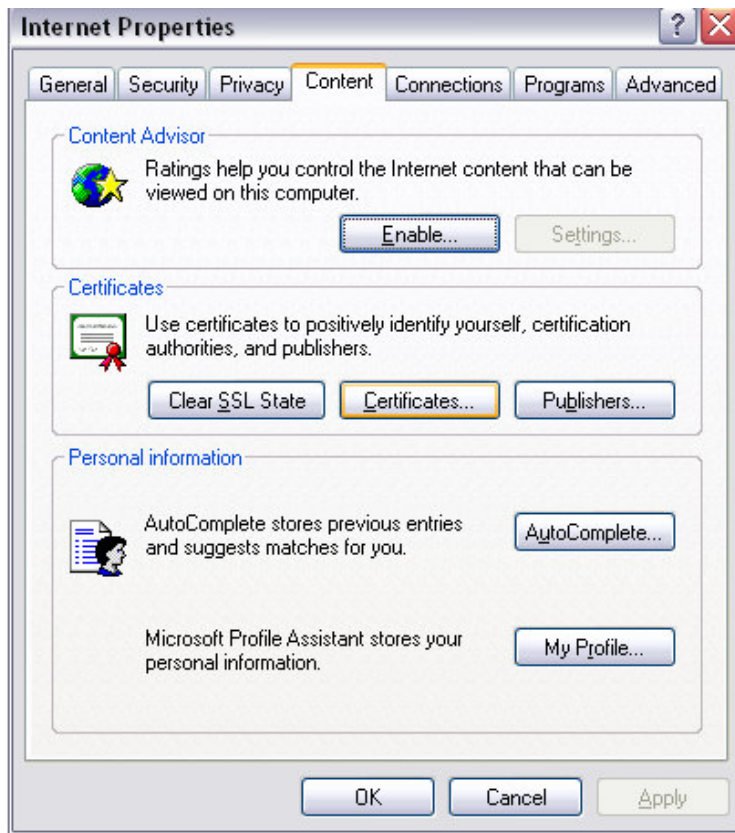 Internet Properties
General Security Privacy Content Connections Programs Advanced
Content Advisor
Ratings help you control the Internet content that can be
viewed on this computer.
Enable... Settings...
Certificates
Use certificates to positively identify yourself, certification
authorities, and publishers.
Clear SSL State Certificates... Publishers...
Personal information
AutoComplete stores previous entries
and suggests matches for you.
AutoComplete...
Microsoft Profile Assistant stores your
personal information.
My Profile...
OK Cancel Apply